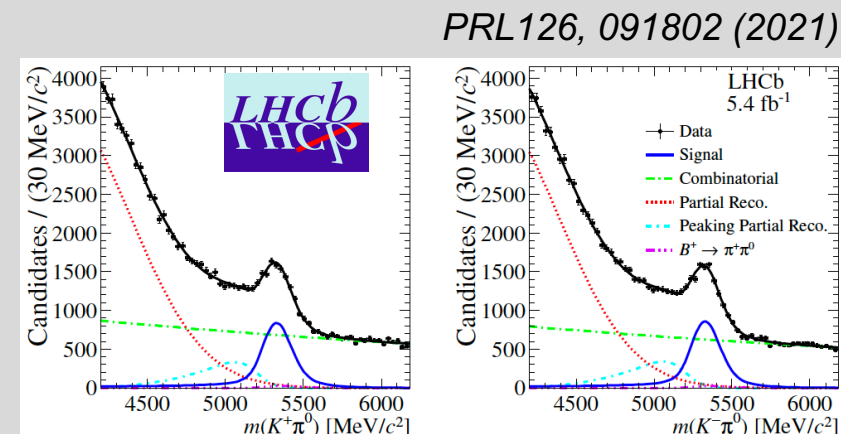 PRL126, 091802 (2021)
Candidates / (30 MeV/c²)
4000
3500
3000
2500
2000
1500
1000
500
0
LHCb
ГНСр
4500 5000 5500 6000
m(K⁺π⁰) [MeV/c²]
Candidates / (30 MeV/c²)
4000
3500
3000
2500
2000
1500
1000
500
0
LHCb
5.4 fb⁻¹
Data
Signal
Combinatorial
Partial Reco.
Peaking Partial Reco.
B⁺ → π⁺π⁰
4500 5000 5500 6000
m(K⁻π⁰) [MeV/c²]